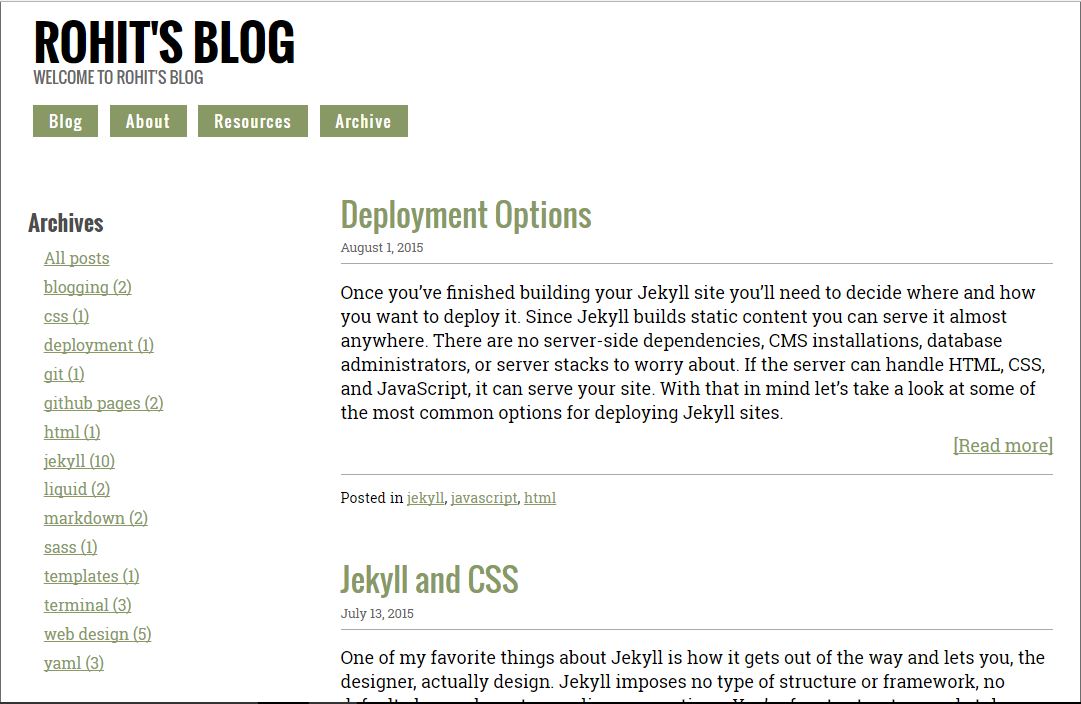 ROHIT'S BLOG
WELCOME TO ROHIT'S BLOG
Blog
About
Resources
Archive
Archives
All posts
blogging (2)
css (1)
deployment (1)
git (1)
github pages (2)
html (1)
jekyll (10)
liquid (2)
markdown (2)
sass (1)
templates (1)
terminal (3)
web design (5)
yaml (3)
Deployment Options
August 1, 2015
Once you’ve finished building your Jekyll site you’ll need to decide where and how
you want to deploy it. Since Jekyll builds static content you can serve it almost
anywhere. There are no server-side dependencies, CMS installations, database
administrators, or server stacks to worry about. If the server can handle HTML, CSS,
and JavaScript, it can serve your site. With that in mind let’s take a look at some of
the most common options for deploying Jekyll sites.
[Read more]
Posted in jekyll, javascript, html
Jekyll and CSS
July 13, 2015
One of my favorite things about Jekyll is how it gets out of the way and lets you, the
designer, actually design. Jekyll imposes no type of structure or framework, no